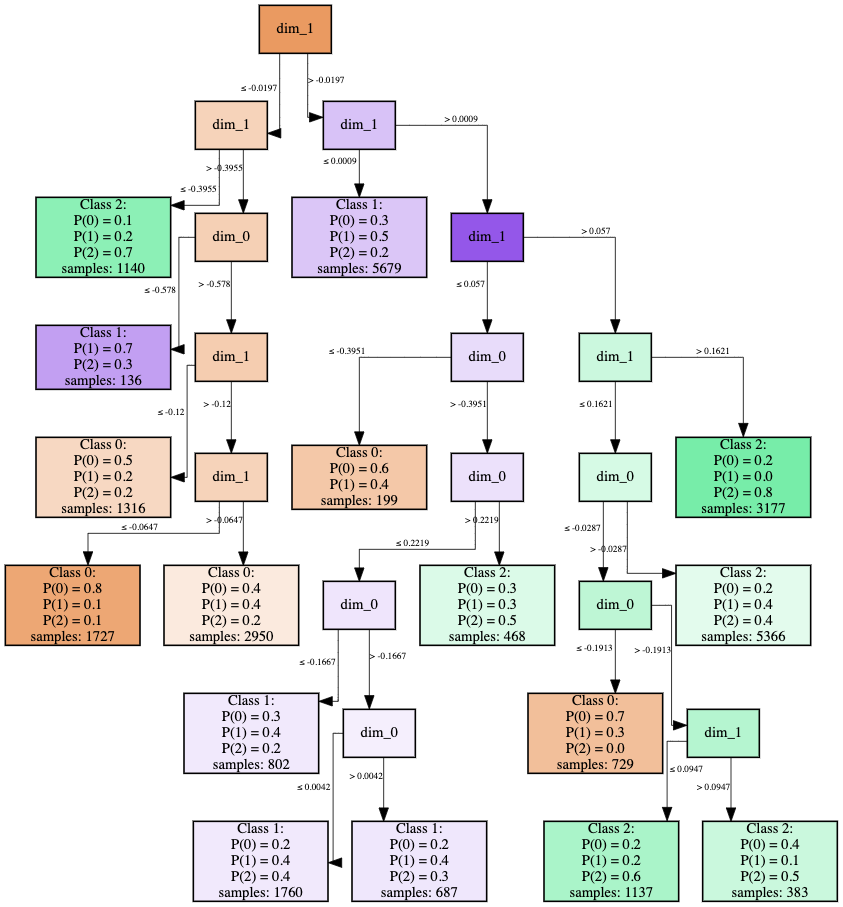 dim_1
≤ -0.0197
> -0.0197
dim_1
dim_1
> 0.0009
≤ 0.0009
> -0.3955
≤ -0.3955
Class 2:
P(0) = 0.1
P(1) = 0.2
P(2) = 0.7
samples: 1140
dim_0
Class 1:
P(0) = 0.3
P(1) = 0.5
P(2) = 0.2
samples: 5679
dim_1
> 0.057
≤ 0.057
≤ -0.578
> -0.578
Class 1:
P(1) = 0.7
P(2) = 0.3
samples: 136
dim_1
≤ -0.3951
dim_0
dim_1
> 0.1621
≤ -0.12
> -0.12
> -0.3951
≤ 0.1621
Class 0:
P(0) = 0.5
P(1) = 0.2
P(2) = 0.2
samples: 1316
dim_1
Class 0:
P(0) = 0.6
P(1) = 0.4
samples: 199
dim_0
dim_0
Class 2:
P(0) = 0.2
P(1) = 0.0
P(2) = 0.8
samples: 3177
≤ -0.0647
> -0.0647
> 0.2219
≤ 0.2219
≤ -0.0287
> -0.0287
Class 0:
P(0) = 0.8
P(1) = 0.1
P(2) = 0.1
samples: 1727
Class 0:
P(0) = 0.4
P(1) = 0.4
P(2) = 0.2
samples: 2950
dim_0
Class 2:
P(0) = 0.3
P(1) = 0.3
P(2) = 0.5
samples: 468
dim_0
Class 2:
P(0) = 0.2
P(1) = 0.4
P(2) = 0.4
samples: 5366
≤ -0.1667
> -0.1667
≤ -0.1913
> -0.1913
Class 1:
P(0) = 0.3
P(1) = 0.4
P(2) = 0.2
samples: 802
dim_0
Class 0:
P(0) = 0.7
P(1) = 0.3
P(2) = 0.0
samples: 729
dim_1
≤ 0.0042
> 0.0042
≤ 0.0947
> 0.0947
Class 1:
P(0) = 0.2
P(1) = 0.4
P(2) = 0.4
samples: 1760
Class 1:
P(0) = 0.2
P(1) = 0.4
P(2) = 0.3
samples: 687
Class 2:
P(0) = 0.2
P(1) = 0.2
P(2) = 0.6
samples: 1137
Class 2:
P(0) = 0.4
P(1) = 0.1
P(2) = 0.5
samples: 383